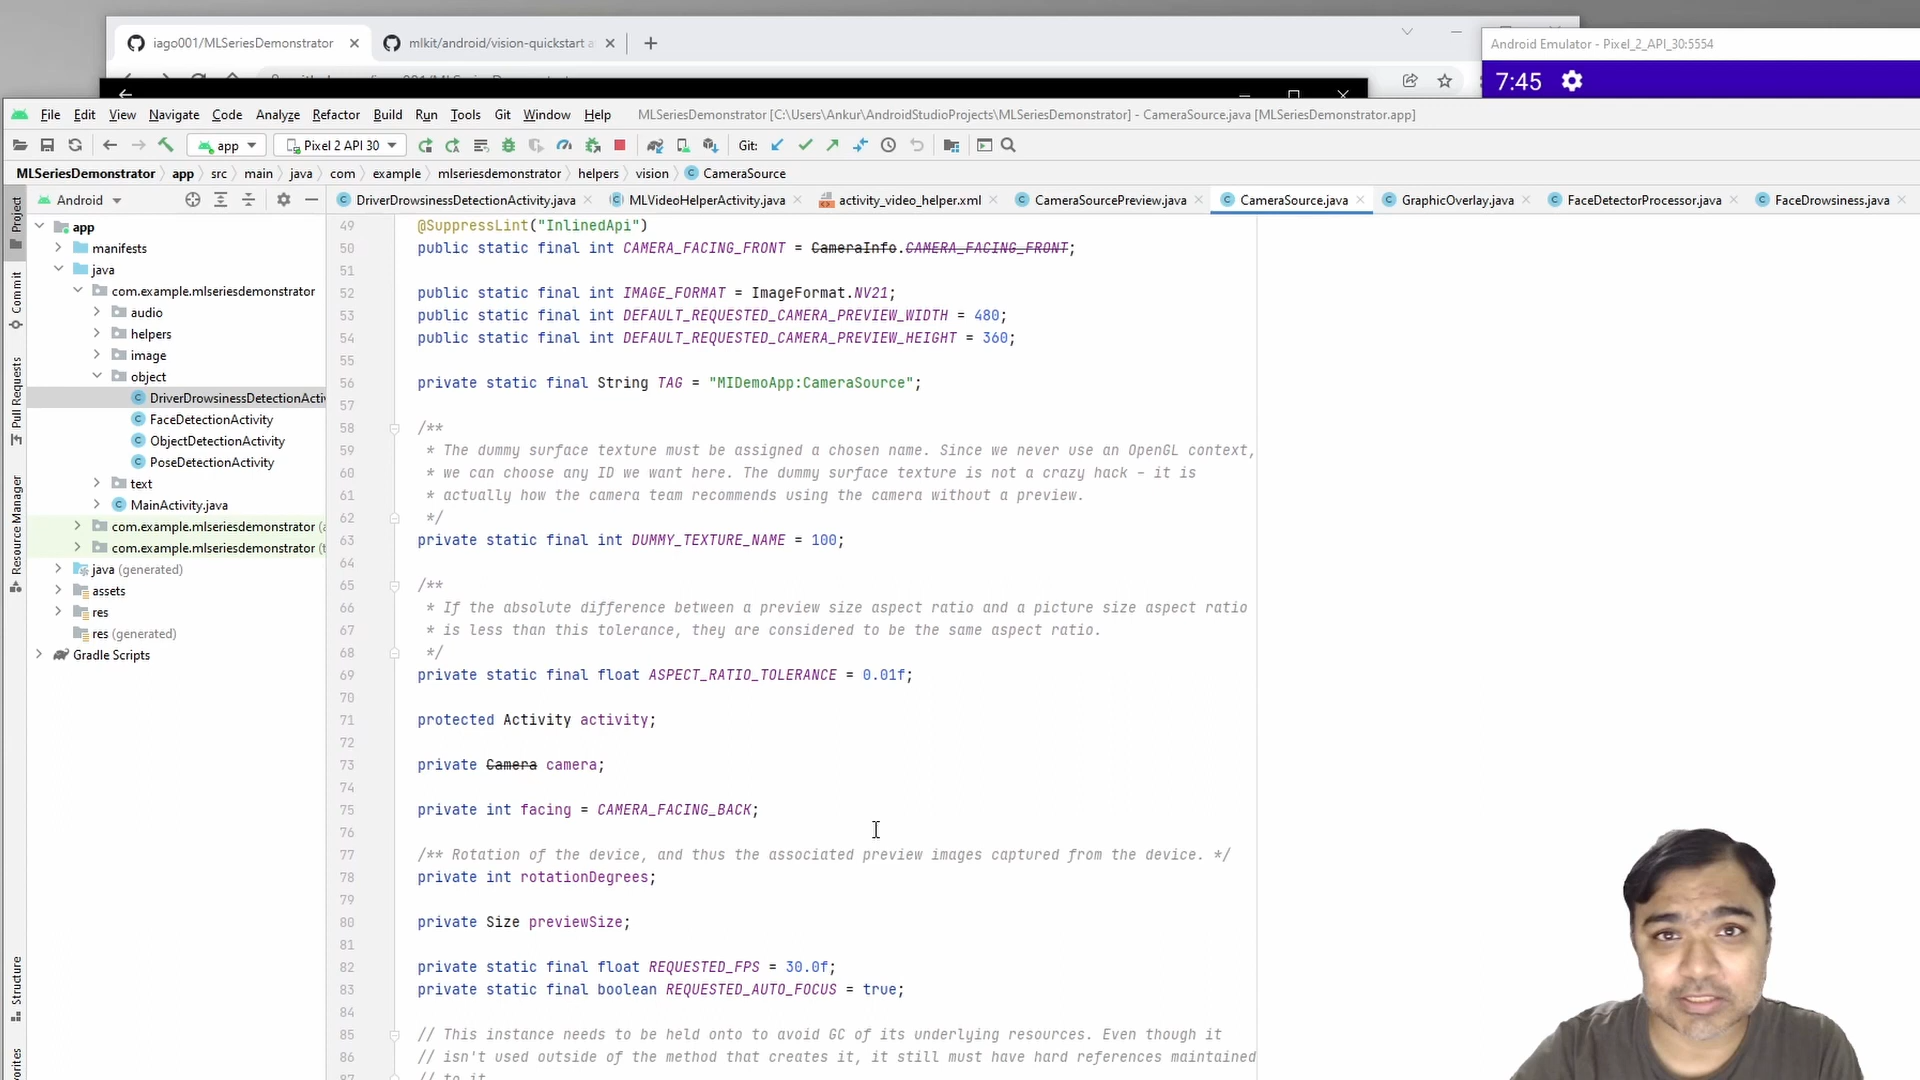 iago001/MLSeriesDemonstrator
mlkit/android/vision-quickstart a
Android Emulator - Pixel_2_API_30:5554
7:45
File Edit View Navigate Code Analyze Refactor Build Run Tools Git Window Help MLSeriesDemonstrator [C:\Users\Ankur\AndroidStudioProjects\MLSeriesDemonstrator] - CameraSource.java [MLSeriesDemonstrator.app]
app Pixel 2 API 30 Git:
MLSeriesDemonstrator app src main java com example mlseriesdemonstrator helpers vision CameraSource
Android
DriverDrowsinessDetectionActivity.java MLVideoHelperActivity.java activity_video_helper.xml CameraSourcePreview.java CameraSource.java GraphicOverlay.java FaceDetectorProcessor.java FaceDrowsiness.java
Project
Commit
Pull Requests
Resource Manager
Structure
app
manifests
java
com.example.mlseriesdemonstrator
audio
helpers
image
object
DriverDrowsinessDetectionActiv
FaceDetectionActivity
ObjectDetectionActivity
PoseDetectionActivity
text
MainActivity.java
com.example.mlseriesdemonstrator (a
com.example.mlseriesdemonstrator (t
java (generated)
assets
res
res (generated)
Gradle Scripts
49 @SuppressLint("InlinedApi")
50 public static final int CAMERA_FACING_FRONT = CameraInfo.CAMERA_FACING_FRONT;
51
52 public static final int IMAGE_FORMAT = ImageFormat.NV21;
53 public static final int DEFAULT_REQUESTED_CAMERA_PREVIEW_WIDTH = 480;
54 public static final int DEFAULT_REQUESTED_CAMERA_PREVIEW_HEIGHT = 360;
55
56 private static final String TAG = "MIDemoApp:CameraSource";
57
58 /**
59 * The dummy surface texture must be assigned a chosen name. Since we never use an OpenGL context,
60 * we can choose any ID we want here. The dummy surface texture is not a crazy hack - it is
61 * actually how the camera team recommends using the camera without a preview.
62 */
63 private static final int DUMMY_TEXTURE_NAME = 100;
64
65 /**
66 * If the absolute difference between a preview size aspect ratio and a picture size aspect ratio
67 * is less than this tolerance, they are considered to be the same aspect ratio.
68 */
69 private static final float ASPECT_RATIO_TOLERANCE = 0.01f;
70
71 protected Activity activity;
72
73 private Camera camera;
74
75 private int facing = CAMERA_FACING_BACK;
76
77 /** Rotation of the device, and thus the associated preview images captured from the device. */
78 private int rotationDegrees;
79
80 private Size previewSize;
81
82 private static final float REQUESTED_FPS = 30.0f;
83 private static final boolean REQUESTED_AUTO_FOCUS = true;
84
85 // This instance needs to be held onto to avoid GC of its underlying resources. Even though it
86 // isn't used outside of the method that creates it, it still must have hard references maintained
87 // to it.